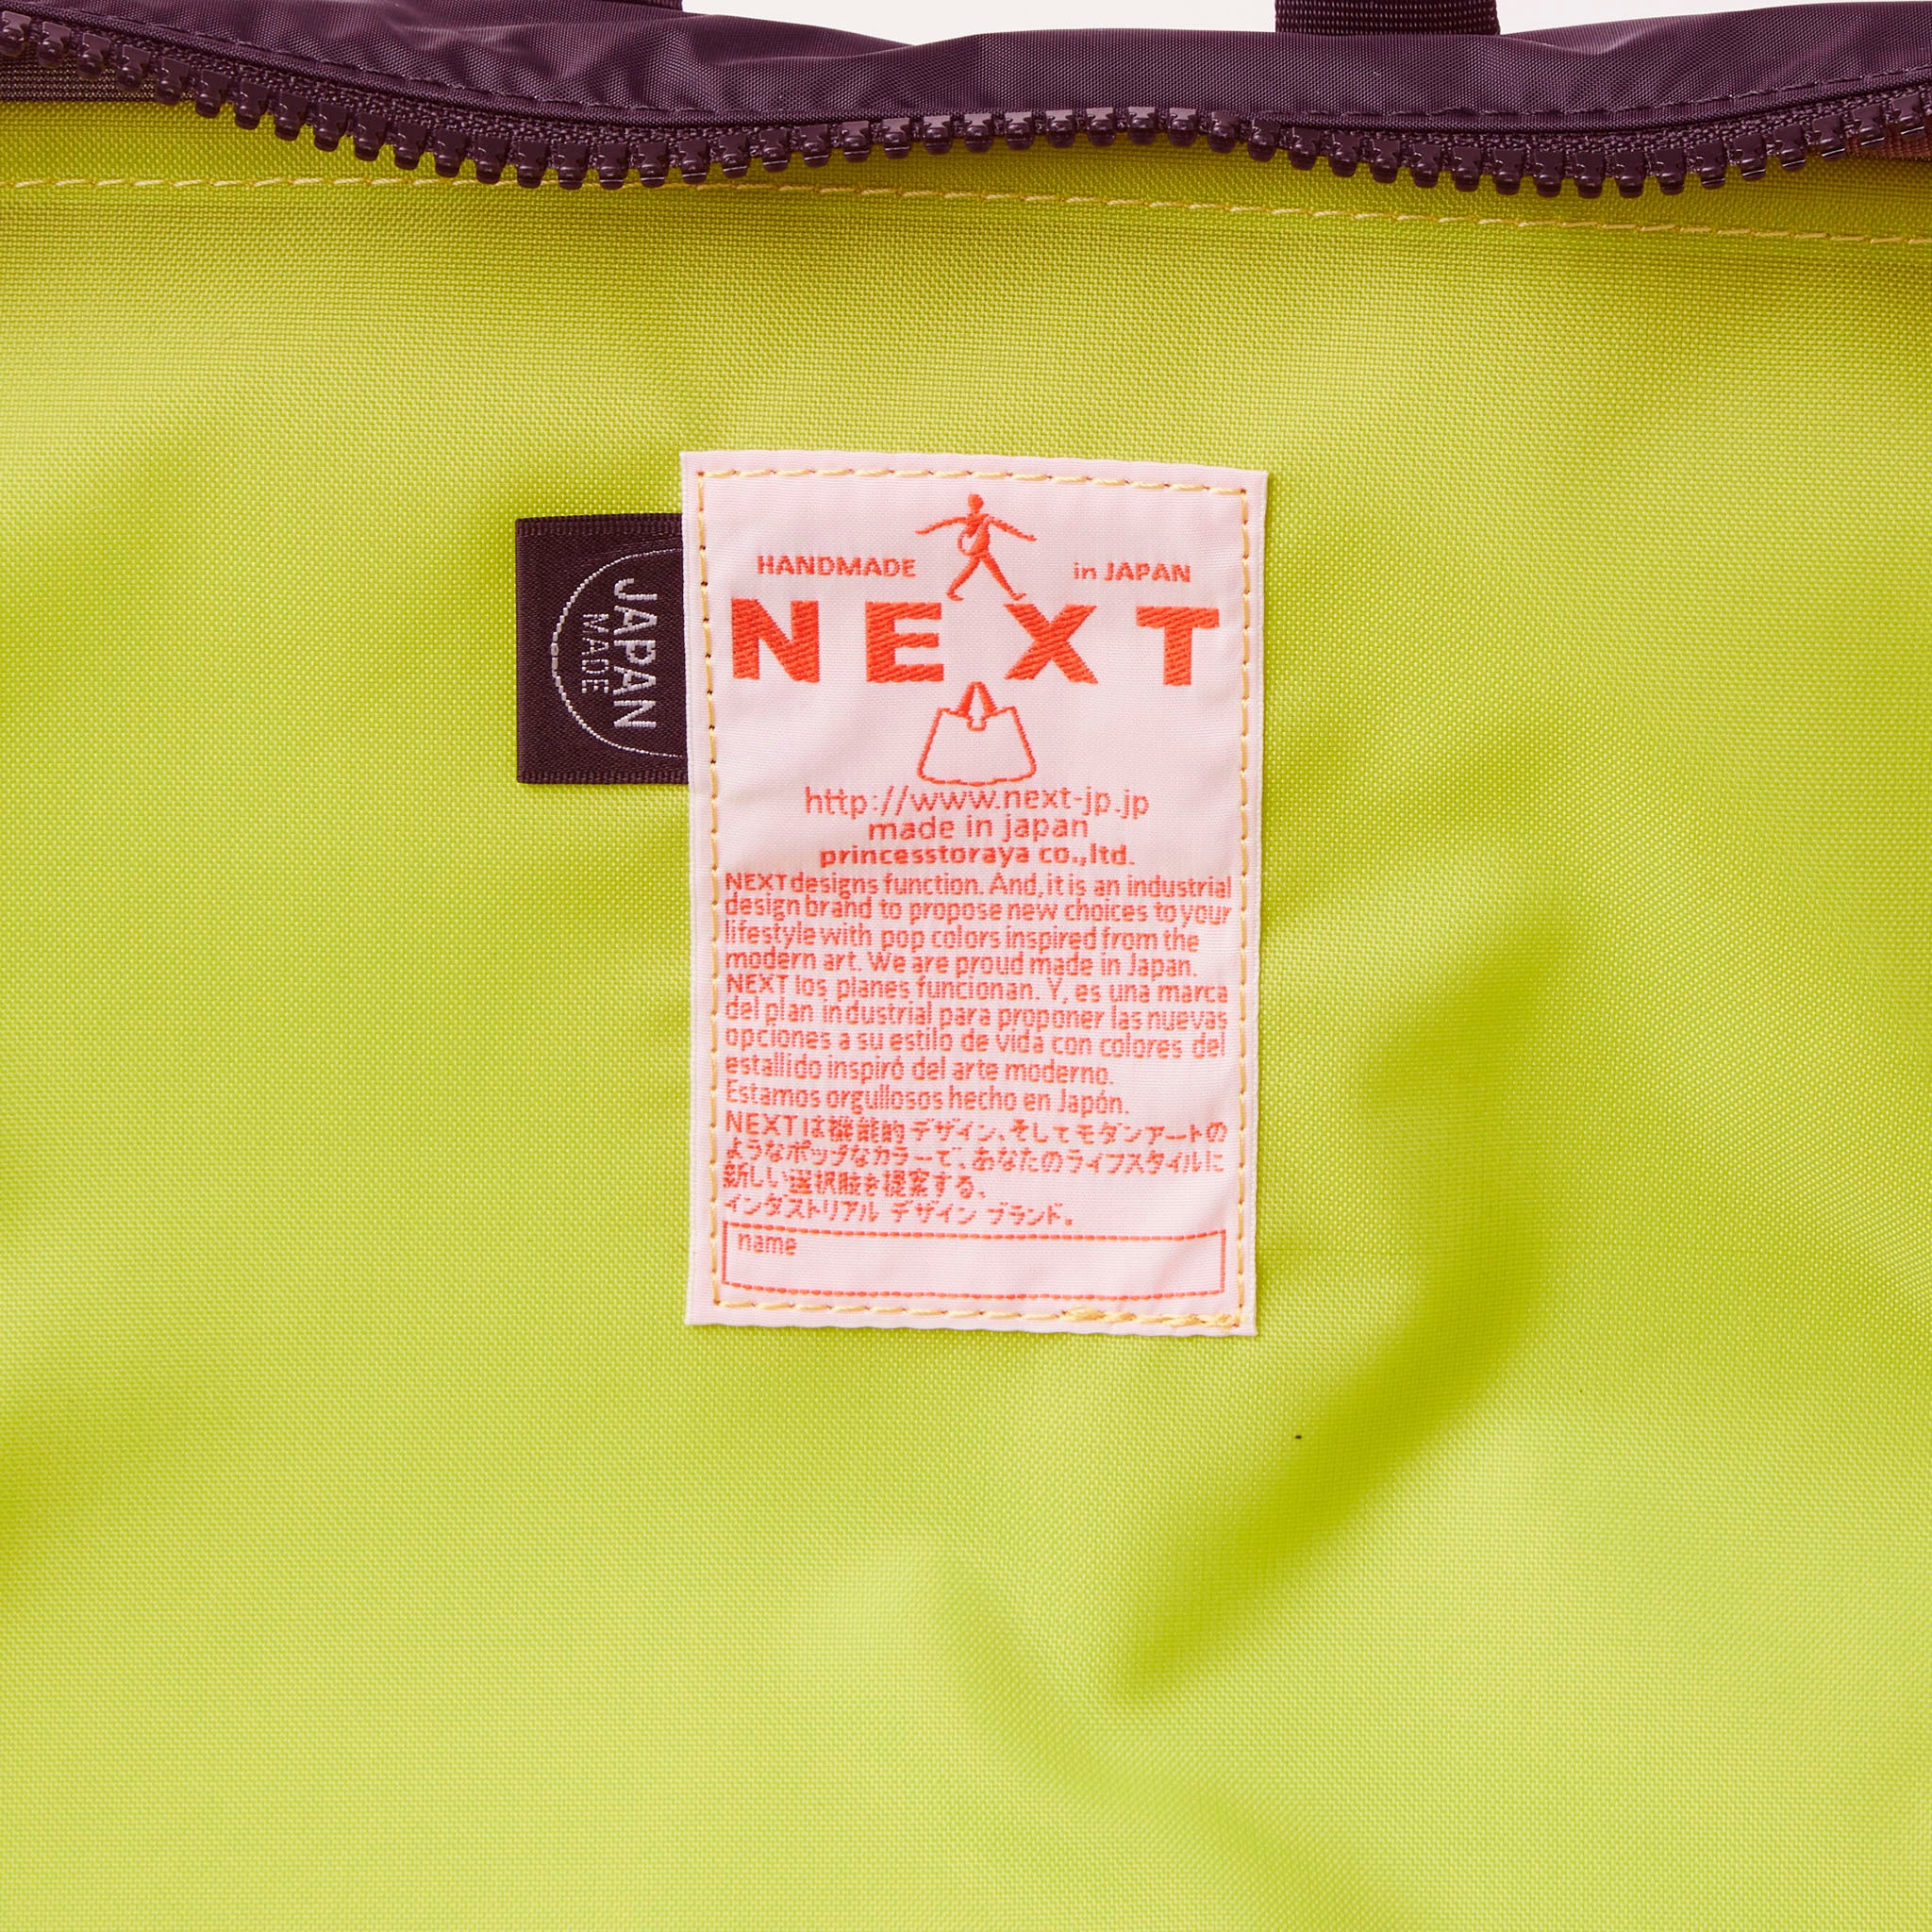 JAPAN
MADE
HANDMADE in JAPAN
NEXT
http://www.next-jp.jp
made in japan
princesstoraya co.,ltd.
NEXT designs function. And, it is an industrial
design brand to propose new choices to your
lifestyle with pop colors inspired from the
modern art. We are proud made in Japan.
NEXT los planes funcionan. Y, es una marca
del plan industrial para proponer las nuevas
opciones a su estilo de vida con colores del
estallido inspiró del arte moderno.
Estamos orgullosos hecho en Japón.
NEXTは機能的デザイン、そしてモダンアートの
ようなポップなカラーで、あなたのライフスタイルに
新しい選択肢を提案する、
インダストリアル デザイン ブランド。
name